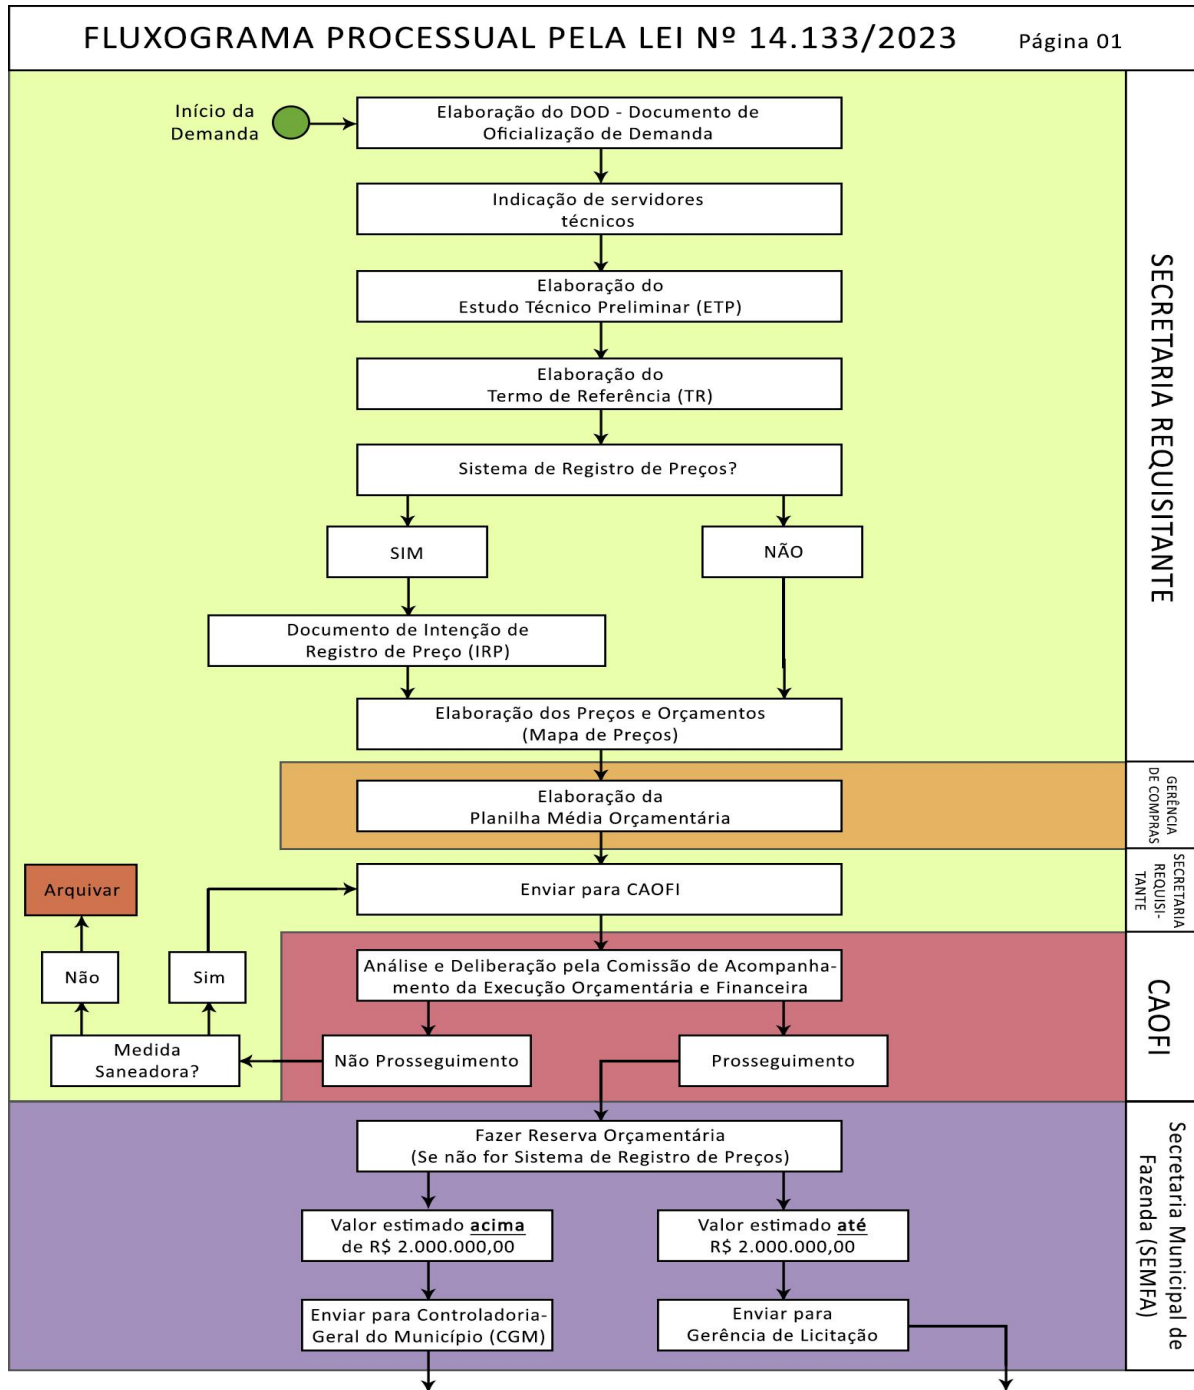 FLUXOGRAMA PROCESSUAL PELA LEI Nº 14.133/2023
Página 01
Início da
Demanda
Elaboração do DOD - Documento de
Oficialização de Demanda
Indicação de servidores
técnicos
Elaboração do
Estudo Técnico Preliminar (ETP)
Elaboração do
Termo de Referência (TR)
Sistema de Registro de Preços?
SIM
NÃO
Documento de Intenção de
Registro de Preço (IRP)
Elaboração dos Preços e Orçamentos
(Mapa de Preços)
SECRETARIA REQUISITANTE
Elaboração da
Planilha Média Orçamentária
GERÊNCIA
DE COMPRAS
Arquivar
Enviar para CAOFI
SECRETARIA
REQUISI-
TANTE
Não
Sim
Análise e Deliberação pela Comissão de Acompanha-
mento da Execução Orçamentária e Financeira
Medida
Saneadora?
Não Prosseguimento
Prosseguimento
CAOFI
Fazer Reserva Orçamentária
(Se não for Sistema de Registro de Preços)
Valor estimado acima
de R$ 2.000.000,00
Valor estimado até
R$ 2.000.000,00
Enviar para Controladoria-
Geral do Município (CGM)
Enviar para
Gerência de Licitação
Secretaria Municipal de
Fazenda (SEMFA)